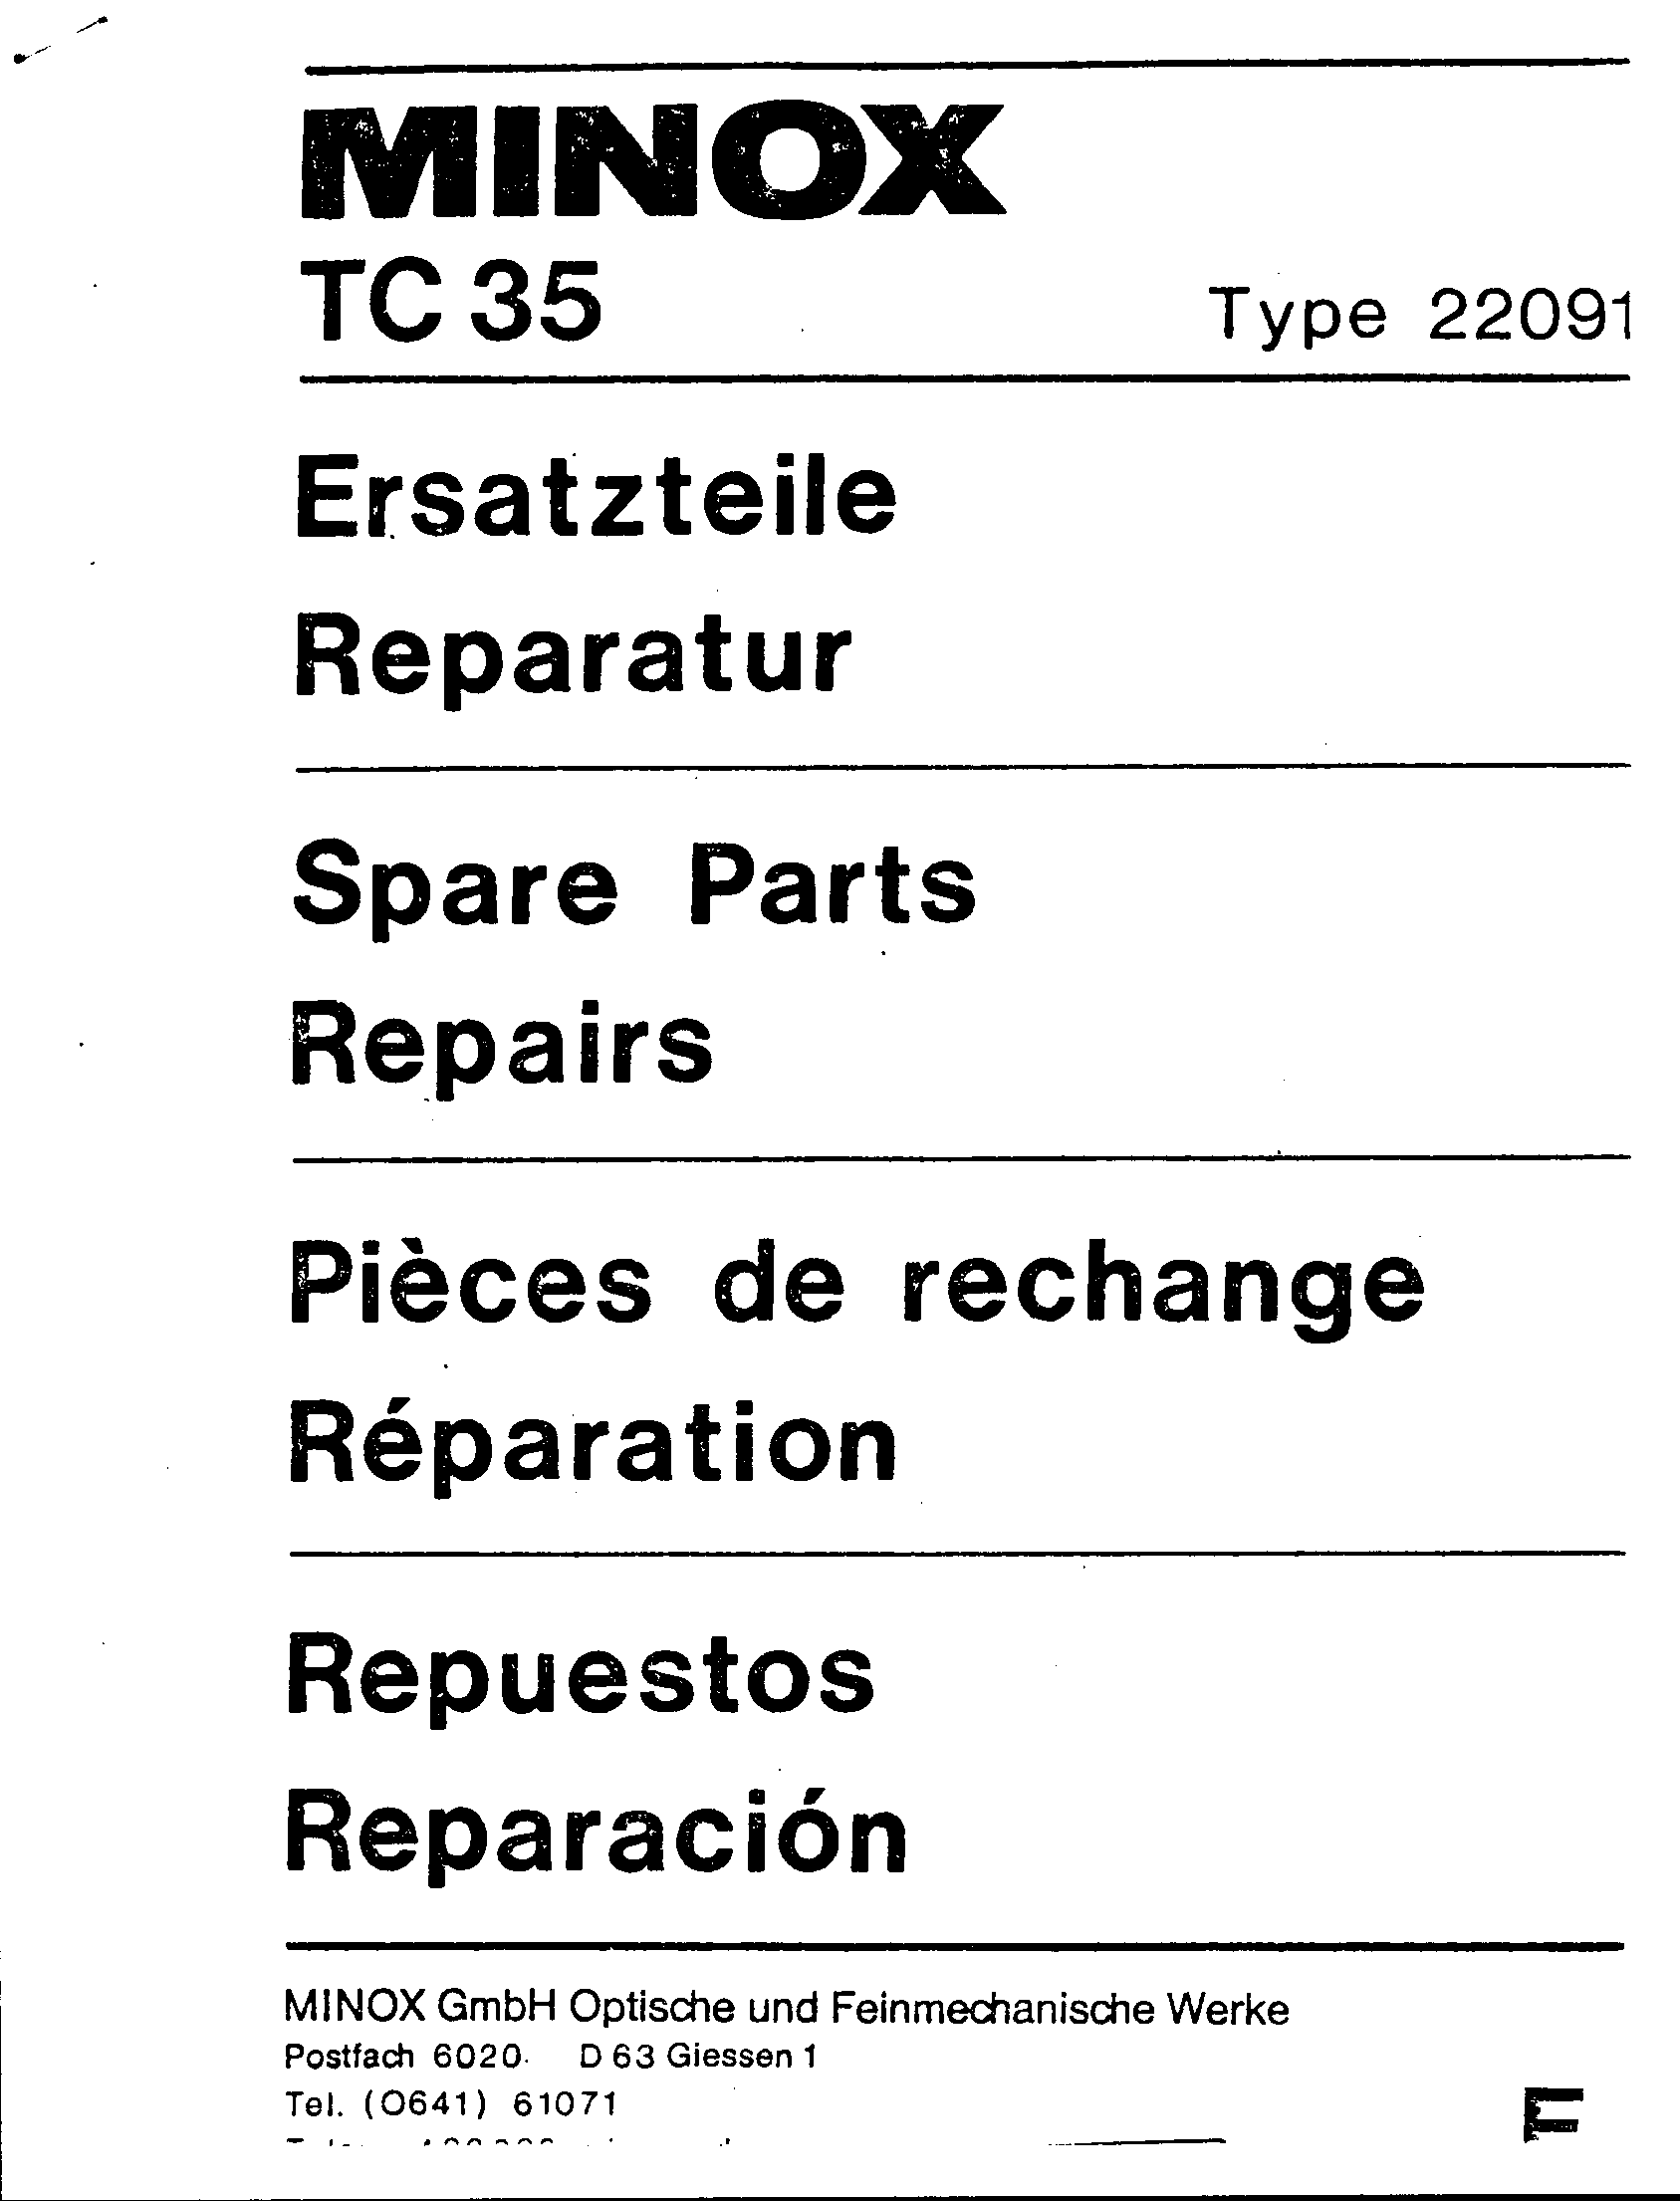 MINOX
TC 35
Type 22091
Ersatzteile
Reparatur
Spare Parts
Repairs
Pièces de rechange
Réparation
Repuestos
Reparación
MINOX GmbH Optische und Feinmechanische Werke
Postfach 6020 D 63 Giessen 1
Tel. (0641) 61071